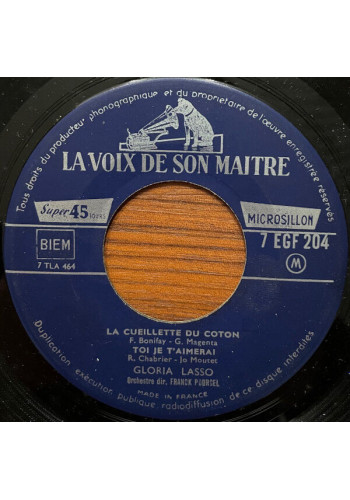 Tous droits du producteur phonographique et du propriétaire de l'œuvre enregistrée réservés
LA VOIX DE SON MAITRE
Super 45 TOURS
MICROSILLON
BIEM
7 EGF 204
7 TLA 464
M
LA CUEILLETTE DU COTON
F. Bonifay - G. Magenta
TOI JE T'AIMERAI
R. Chabrier - Jo Moutet
GLORIA LASSO
Orchestre dir. FRANCK POURCEL
MADE IN FRANCE
Duplication, exécution publique, radiodiffusion de ce disque interdites